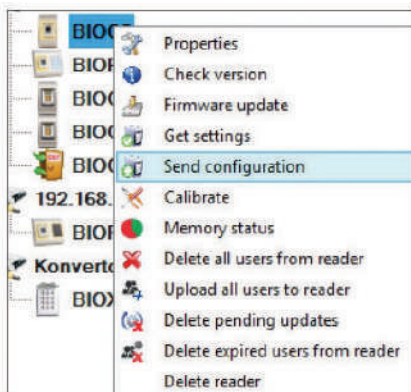 BIOC
Properties
BIOF
Check version
BIOC
Firmware update
BIOC
Get settings
BIOC
Send configuration
192.168.
Calibrate
BIOF
Memory status
Konverto
Delete all users from reader
BIOX
Upload all users to reader
Delete pending updates
Delete expired users from reader
Delete reader